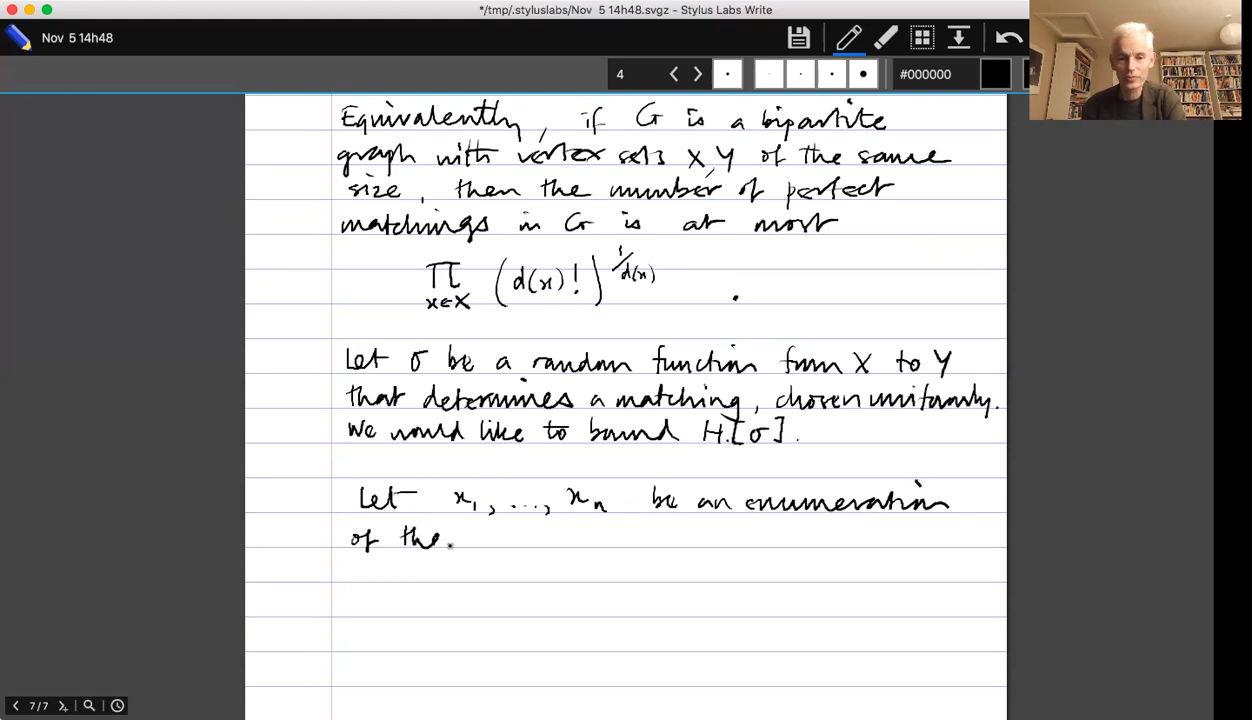 */tmp/.styluslabs/Nov  5 14h48.svgz - Stylus Labs Write
Nov  5 14h48
4
#000000
Equivalently, if G is a bipartite
graph with vertex sets X, Y of the same
size, then the number of perfect
matchings in G is at most
∏_{x∈X} (d(x)!)^{1/d(x)} .
Let σ be a random function from X to Y
that determines a matching, chosen uniformly.
We would like to bound H[σ].
Let x₁, ..., xₙ be an enumeration
of the
7/7